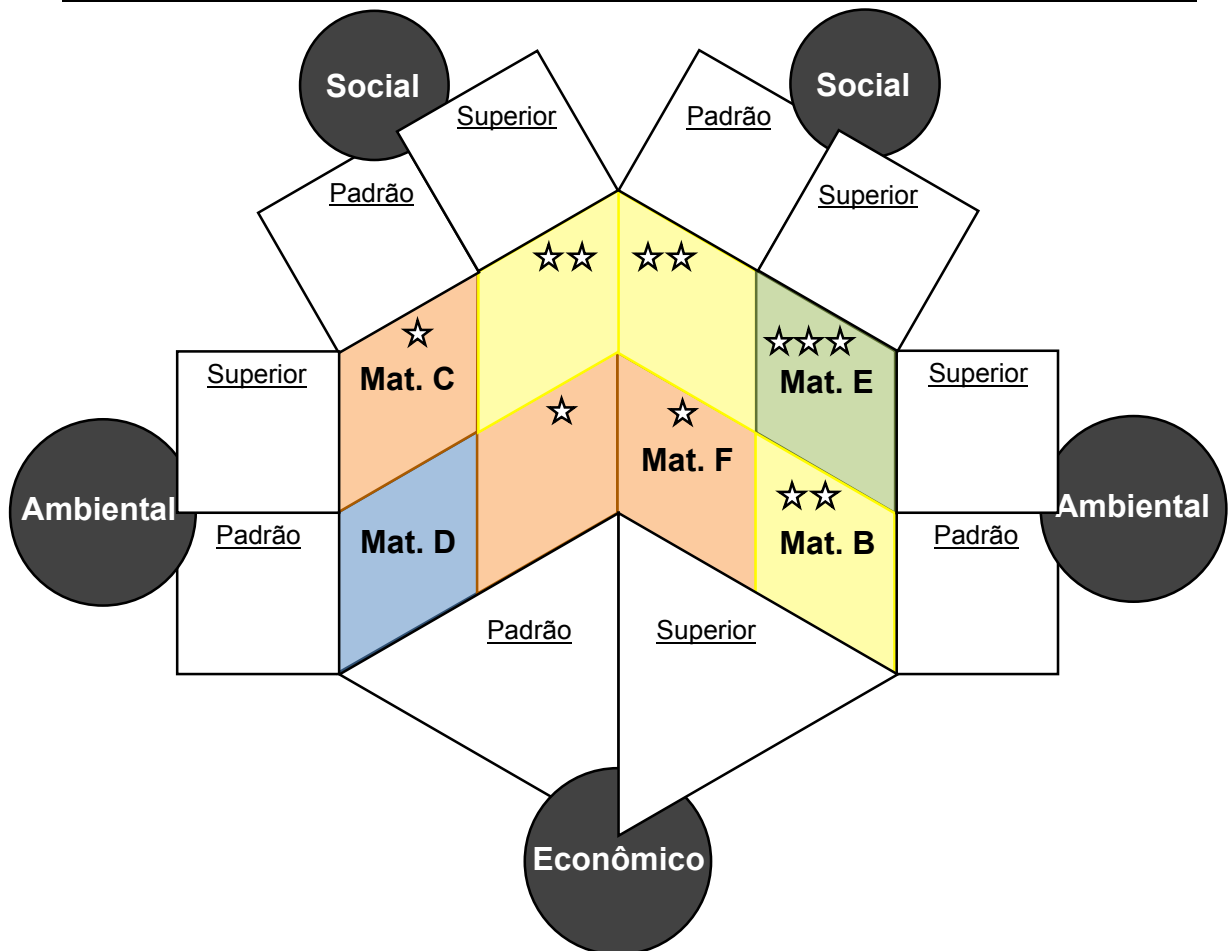 Social
Social
Superior
Padrão
Padrão
Superior
Superior
Mat. C
Mat. E
Superior
Mat. F
Ambiental
Ambiental
Padrão
Mat. D
Mat. B
Padrão
Padrão
Superior
Econômico